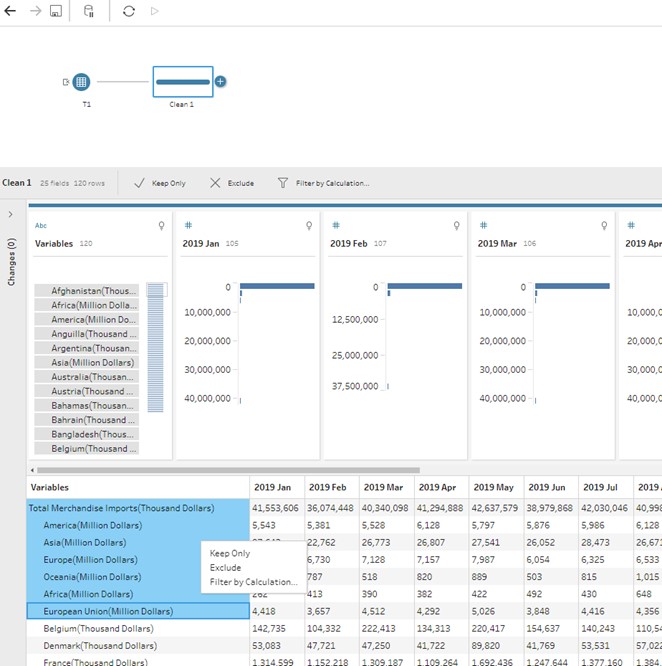 T1
Clean 1
Clean 1 25 fields 120 rows Keep Only Exclude Filter by Calculation...
Changes (0)
Abc
Variables 120
Afghanistan(Thous...
Africa(Million Dolla...
America(Million Do...
Anguilla(Thousand ...
Argentina(Thousan...
Asia(Million Dollars)
Australia(Thousan...
Austria(Thousand ...
Bahamas(Thousan...
Bahrain(Thousand ...
Bangladesh(Thous...
Belgium(Thousand ...
#
2019 Jan 105
0
10,000,000
20,000,000
30,000,000
40,000,000
#
2019 Feb 107
0
12,500,000
25,000,000
37,500,000
#
2019 Mar 106
0
10,000,000
20,000,000
30,000,000
40,000,000
#
2019 Apr
0
10,000,000
20,000,000
30,000,000
40,000,000
Variables 2019 Jan 2019 Feb 2019 Mar 2019 Apr 2019 May 2019 Jun 2019 Jul 2019
Total Merchandise Imports(Thousand Dollars) 41,553,606 36,074,448 40,340,098 41,294,888 42,637,579 38,979,868 42,030,046 40,998
America(Million Dollars) 5,543 5,381 5,528 6,128 5,797 5,876 5,986 6,128
Asia(Million Dollars) 22,762 26,773 26,807 27,541 26,052 28,473 26,671
Europe(Million Dollars) 6,730 7,128 7,157 7,987 6,054 6,325 6,533
Oceania(Million Dollars) 787 518 820 889 503 815 1,015
Africa(Million Dollars) 262 413 390 382 422 492 430 648
European Union(Million Dollars) 4,418 3,657 4,512 4,292 5,026 3,848 4,416 4,356
Belgium(Thousand Dollars) 142,735 104,332 222,413 134,313 220,417 154,637 140,243 110,54
Denmark(Thousand Dollars) 53,083 47,721 47,250 41,722 89,820 41,769 53,531 57,022
France(Thousand Dollars) 1,314,599 1,152,218 1,309,187 1,109,264 1,692,436 1,247,644 1,377,160 1,384
Keep Only
Exclude
Filter by Calculation...